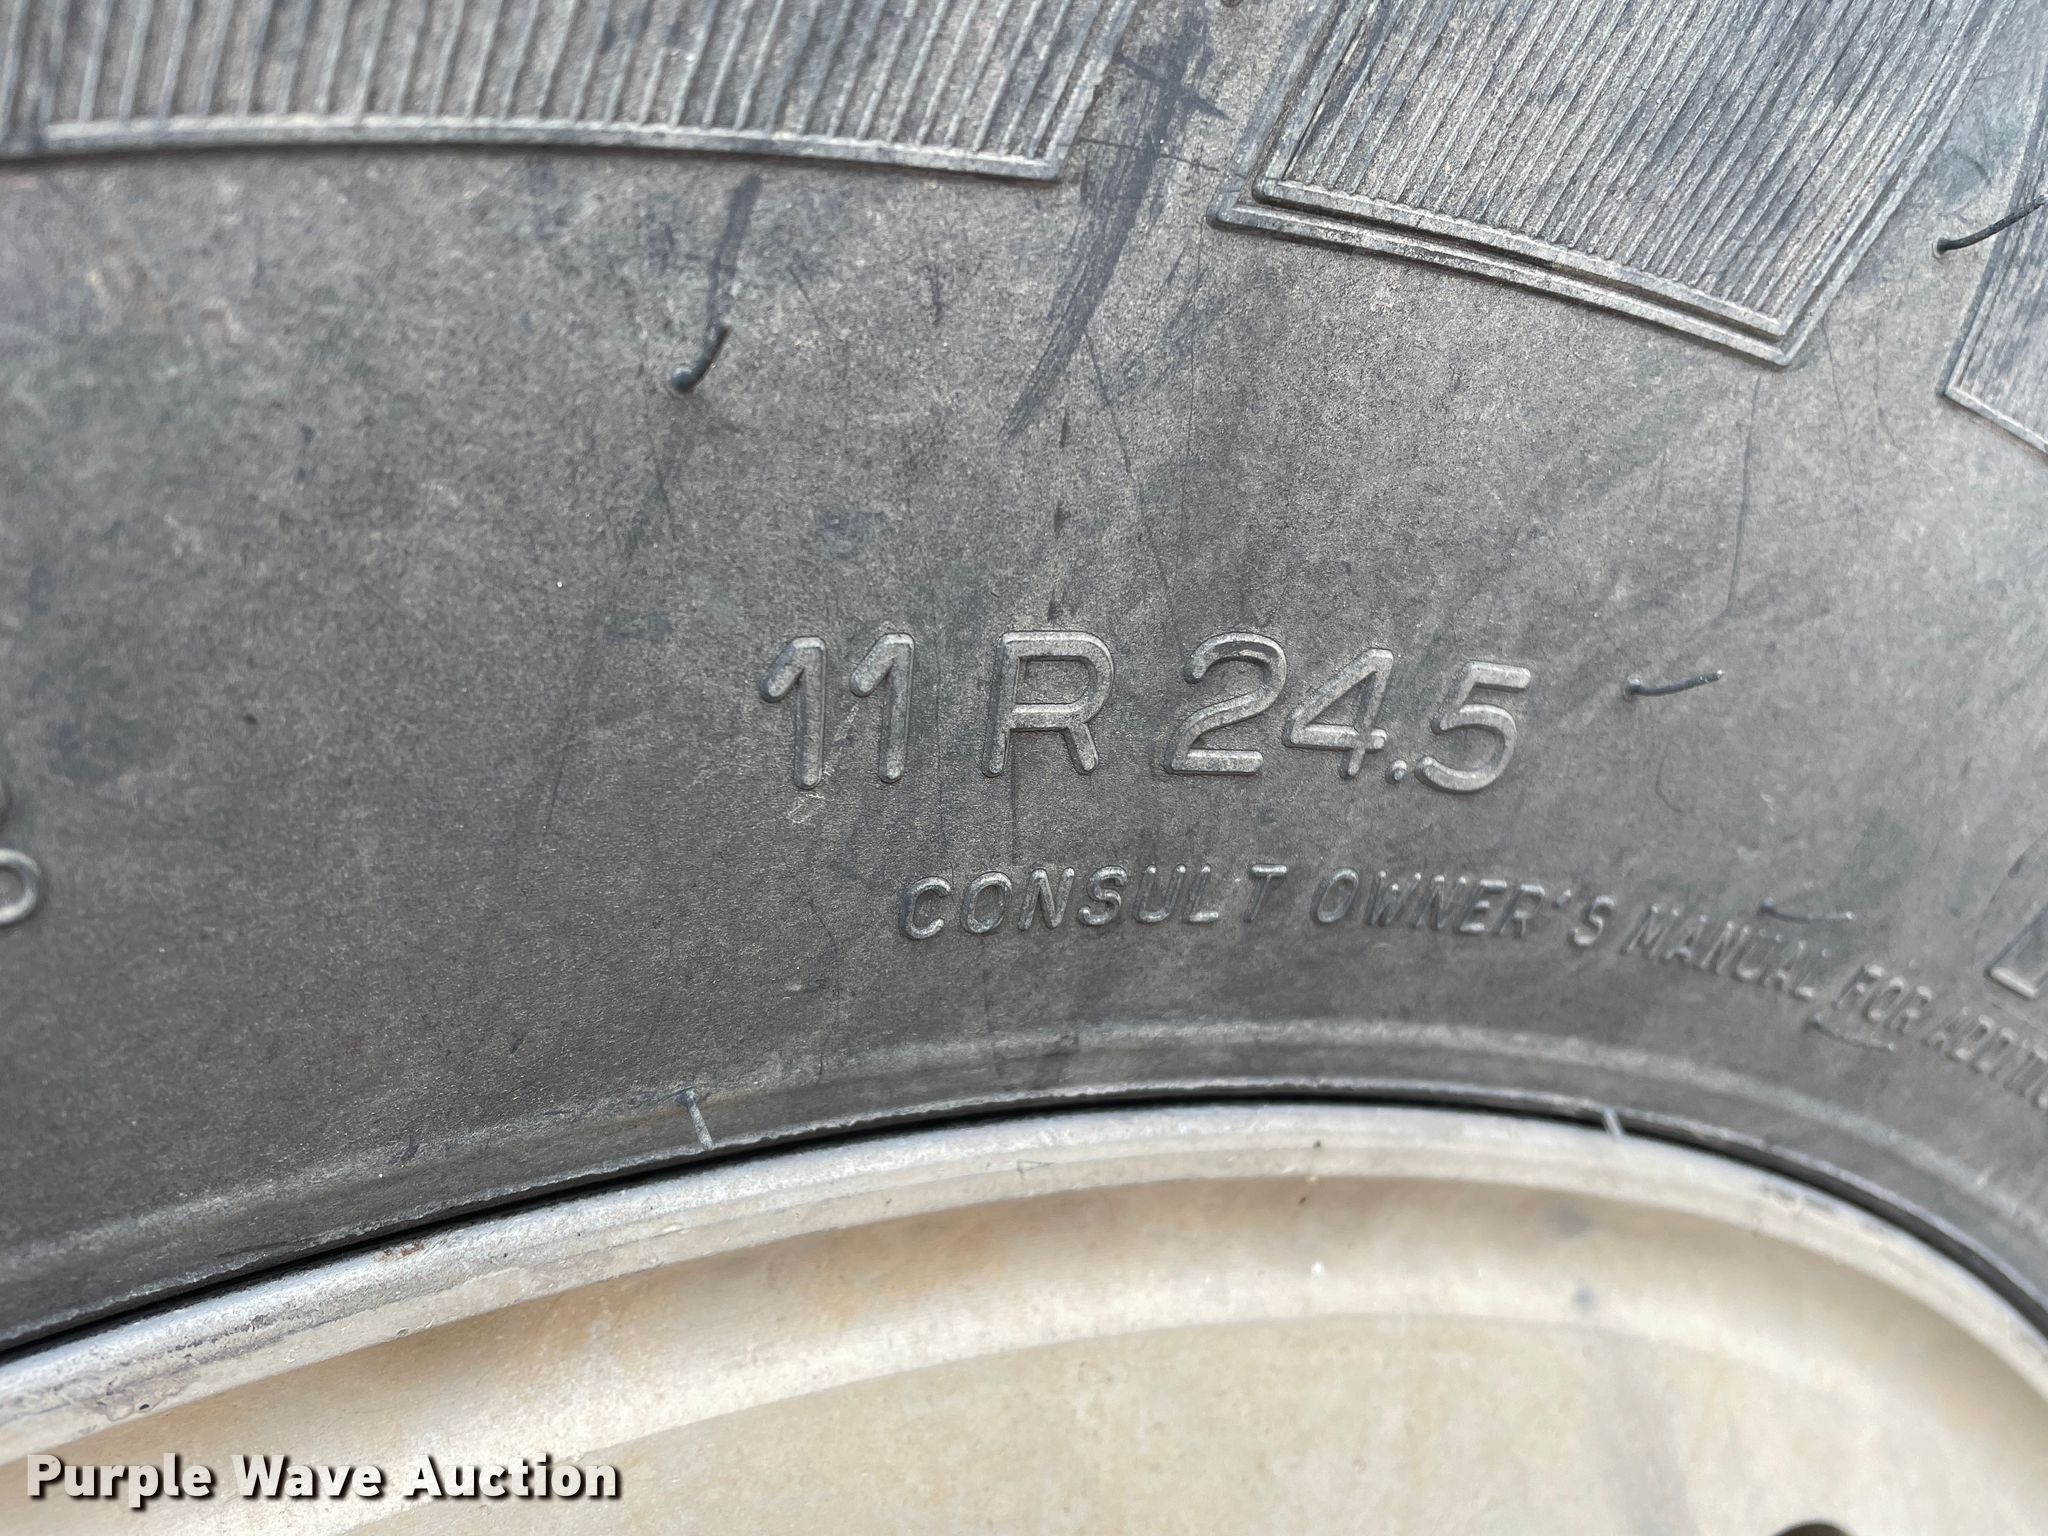 11 R 24.5
CONSULT OWNER'S MANUAL FOR
Purple Wave Auction